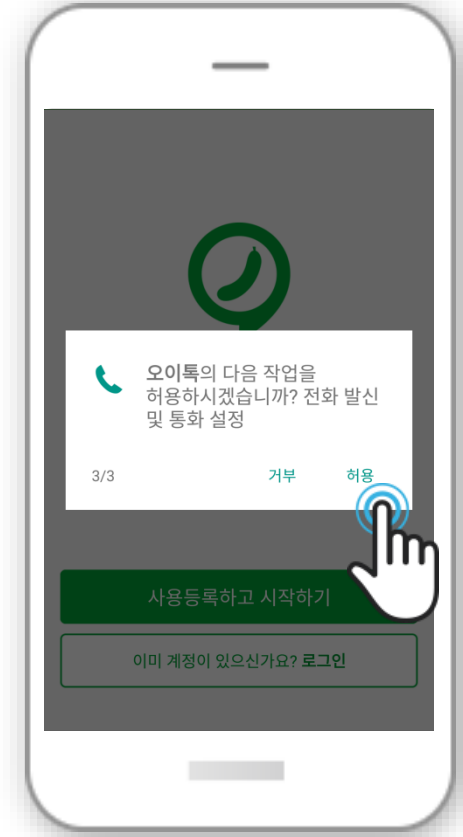 오이톡의 다음 작업을
허용하시겠습니까? 전화 발신
및 통화 설정
3/3
거부
허용
사용등록하고 시작하기
이미 계정이 있으신가요? 로그인